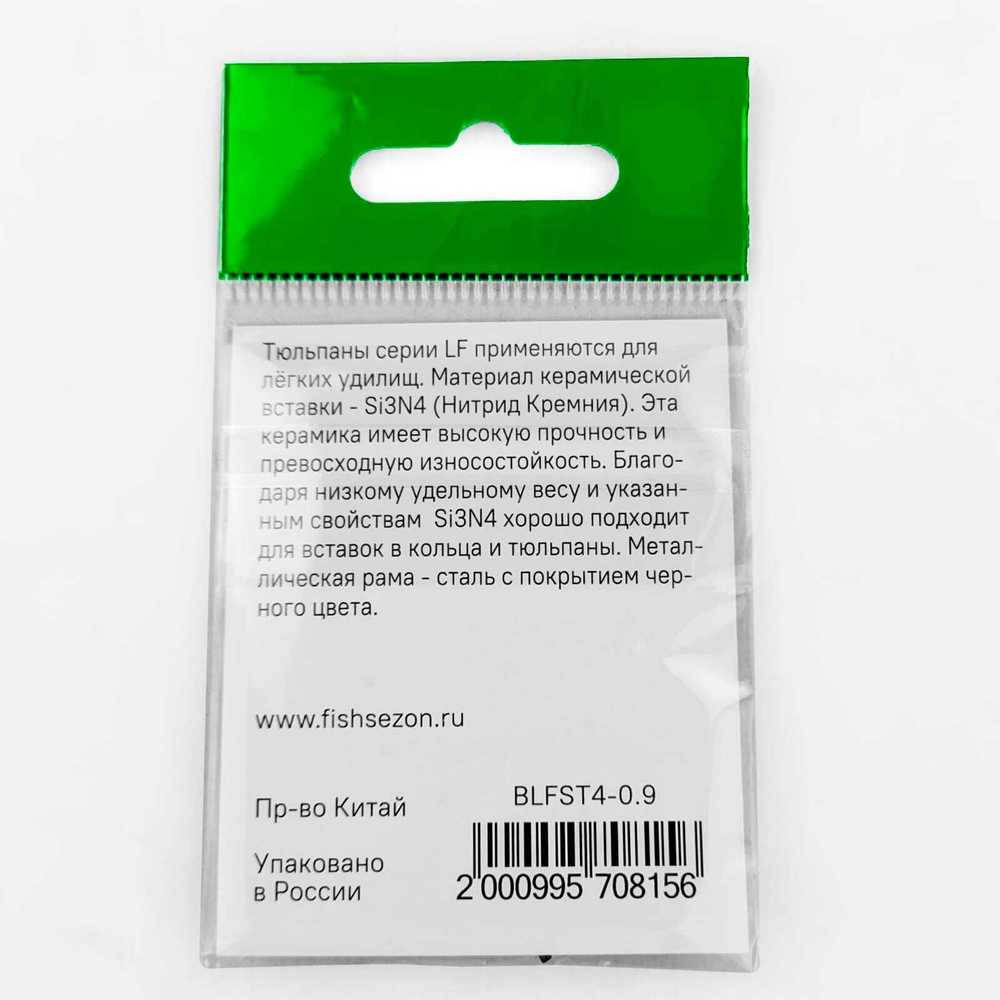 Тюльпаны серии LF применяются для
лёгких удилищ. Материал керамической
вставки - Si3N4 (Нитрид Кремния). Эта
керамика имеет высокую прочность и
превосходную износостойкость. Благо-
даря низкому удельному весу и указан-
ным свойствам Si3N4 хорошо подходит
для вставок в кольца и тюльпаны. Метал-
лическая рама - сталь с покрытием чер-
ного цвета.
www.fishsezon.ru
Пр-во Китай
BLFST4-0.9
Упаковано
в России
2 000995 708156